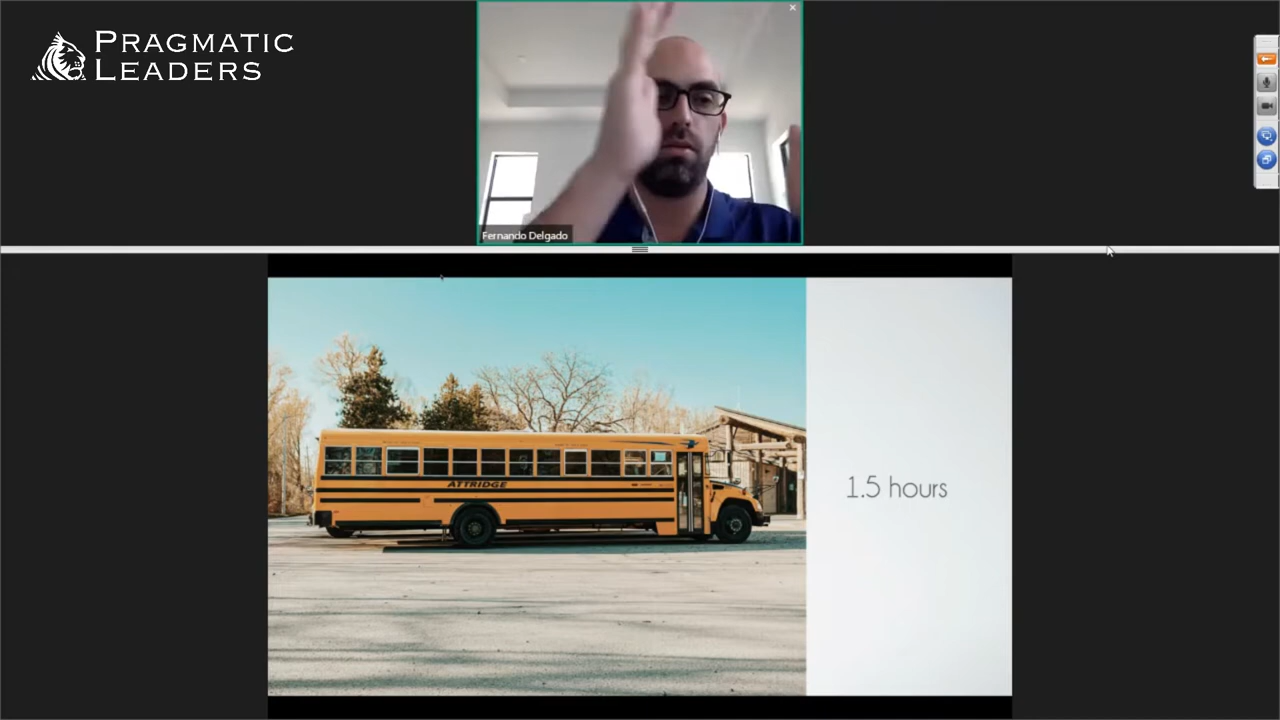 PRAGMATIC
LEADERS
Fernando Delgado
ATTRIDGE
1.5 hours